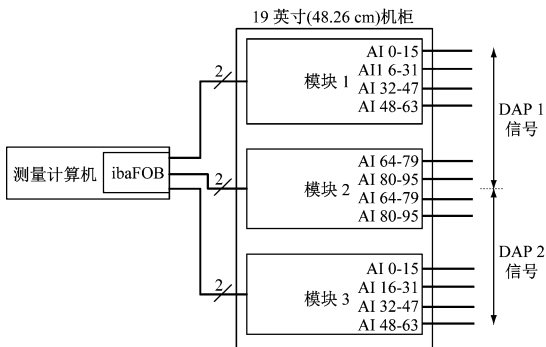 19 英寸(48.26 cm)机柜
测量计算机
ibaFOB
2
模块 1
AI 0-15
AI1 6-31
AI 32-47
AI 48-63
DAP 1
信号
2
模块 2
AI 64-79
AI 80-95
AI 64-79
AI 80-95
2
模块 3
AI 0-15
AI 16-31
AI 32-47
AI 48-63
DAP 2
信号